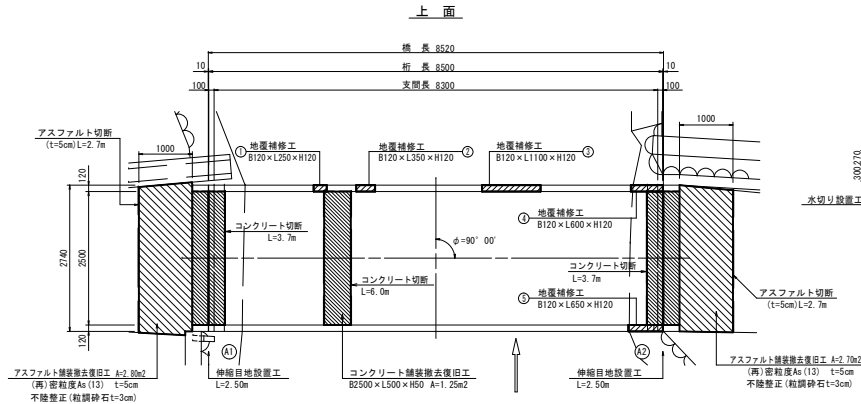 上 面
橋 長 8520
10 桁 長 8500 10
100 支間長 8300 100
1000
1000
アスファルト切断
(t=5cm)L=2.7m
① 地覆補修工
B120×L250×H120
地覆補修工 ②
B120×L350×H120
地覆補修工 ③
B120×L1100×H120
300,270,
水切り設置工
120
2740
2500
120
コンクリート切断
L=3.7m
φ=90°00′
④ 地覆補修工
B120×L600×H120
コンクリート切断
L=6.0m
コンクリート切断
L=3.7m
⑤ 地覆補修工
B120×L650×H120
アスファルト切断
(t=5cm)L=2.7m
A1
A2
アスファルト舗装撤去復旧工 A=2.80m2
(再)密粒度As(13) t=5cm
不陸整正(粒調砕石t=3cm)
伸縮目地設置工
L=2.50m
コンクリート舗装撤去復旧工
B2500×L500×H50 A=1.25m2
伸縮目地設置工
L=2.50m
アスファルト舗装撤去復旧工 A=2.70m2
(再)密粒度As(13) t=5cm
不陸整正(粒調砕石t=3cm)